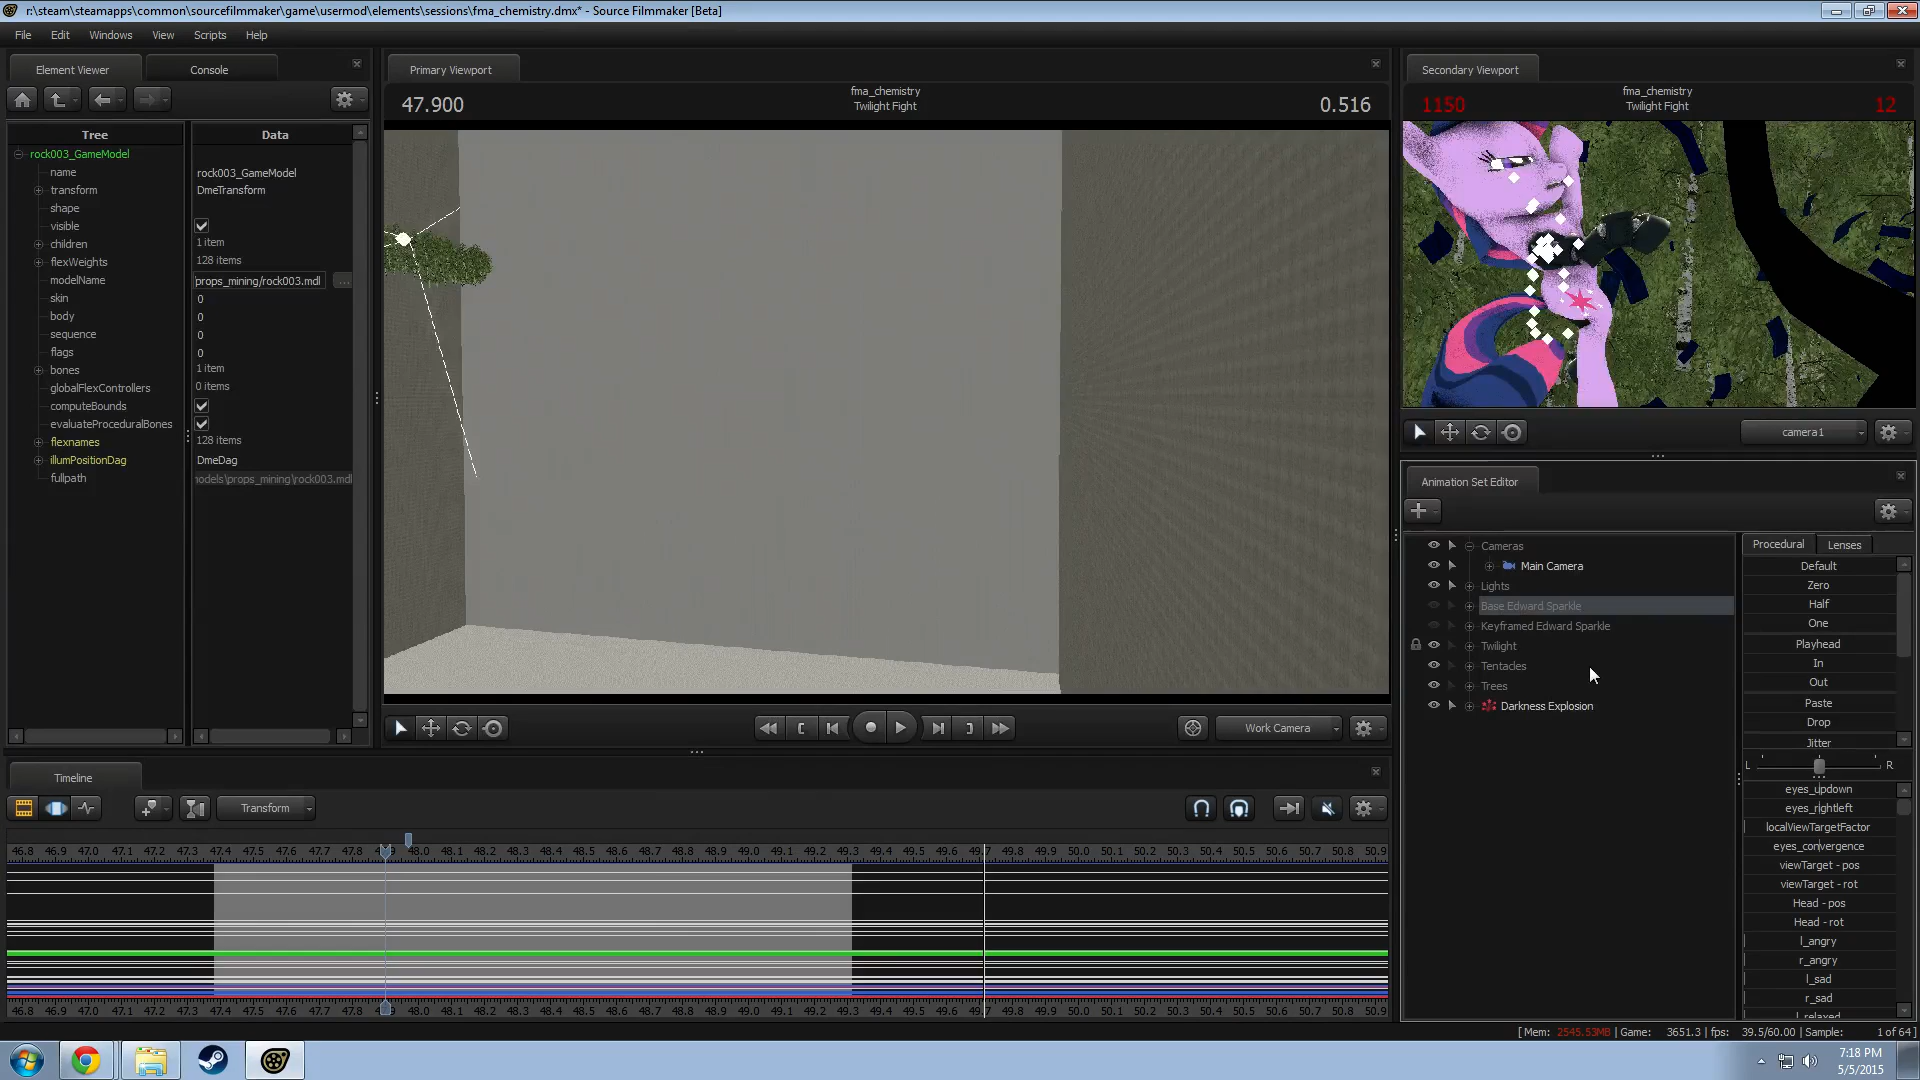 r:\steam\steamapps\common\sourcefilmmaker\game\usermod\elements\sessions\fma_chemistry.dmx* - Source Filmmaker [Beta]
File Edit Windows View Scripts Help
Element Viewer Console
Tree Data
rock003_GameModel
name rock003_GameModel
transform DmeTransform
shape
visible
children 1 item
flexWeights 128 items
modelName props_mining/rock003.mdl ...
skin 0
body 0
sequence 0
flags 0
bones 1 item
globalFlexControllers 0 items
computeBounds
evaluateProceduralBones
flexnames 128 items
illumPositionDag DmeDag
fullpath models\props_mining\rock003.mdl
Primary Viewport
47.900 fma_chemistry 0.516
Twilight Fight
Work Camera
Secondary Viewport
1150 fma_chemistry 12
Twilight Fight
camera1
Animation Set Editor
Cameras
Main Camera
Lights
Base Edward Sparkle
Keyframed Edward Sparkle
Twilight
Tentacles
Trees
Darkness Explosion
Procedural Lenses
Default
Zero
Half
One
Playhead
In
Out
Paste
Drop
Jitter
L R
eyes_updown
eyes_rightleft
localViewTargetFactor
eyes_convergence
viewTarget - pos
viewTarget - rot
Head - pos
Head - rot
l_angry
r_angry
l_sad
r_sad
l_relaxed
Timeline
Transform
46.8 46.9 47.0 47.1 47.2 47.3 47.4 47.5 47.6 47.7 47.8 48.0 48.1 48.2 48.3 48.4 48.5 48.6 48.7 48.8 48.9 49.0 49.1 49.2 49.3 49.4 49.5 49.6 49.7 49.8 49.9 50.0 50.1 50.2 50.3 50.4 50.5 50.6 50.7 50.8 50.9
46.8 46.9 47.0 47.1 47.2 47.3 47.4 47.5 47.6 47.7 47.8 48.0 48.1 48.2 48.3 48.4 48.5 48.6 48.7 48.8 48.9 49.0 49.1 49.2 49.3 49.4 49.5 49.6 49.7 49.8 49.9 50.0 50.1 50.2 50.3 50.4 50.5 50.6 50.7 50.8 50.9
[ Mem: 2545.53MB | Game: 3651.3 | fps: 39.5/60.00 | Sample: 1 of 64 ]
7:18 PM
5/5/2015